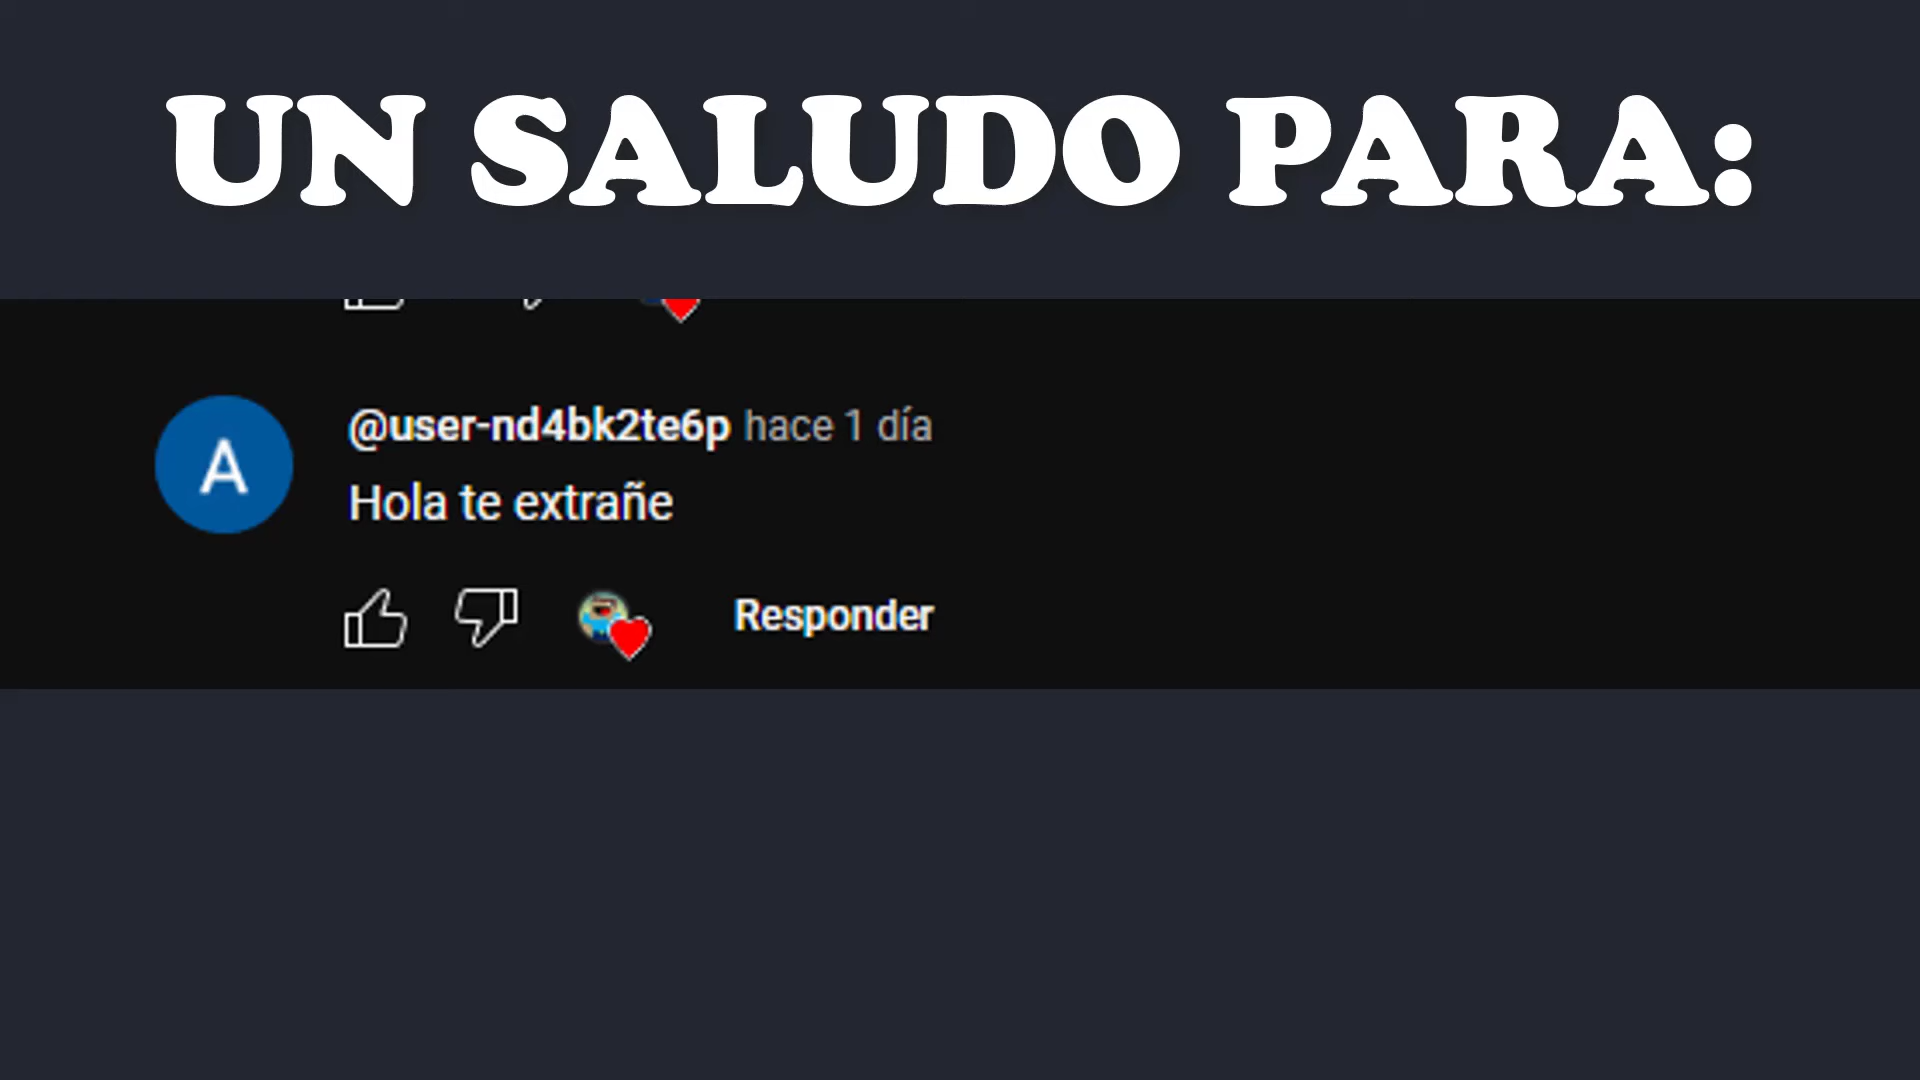 UN SALUDO PARA:
@user-nd4bk2te6p hace 1 día
Hola te extrañe
Responder